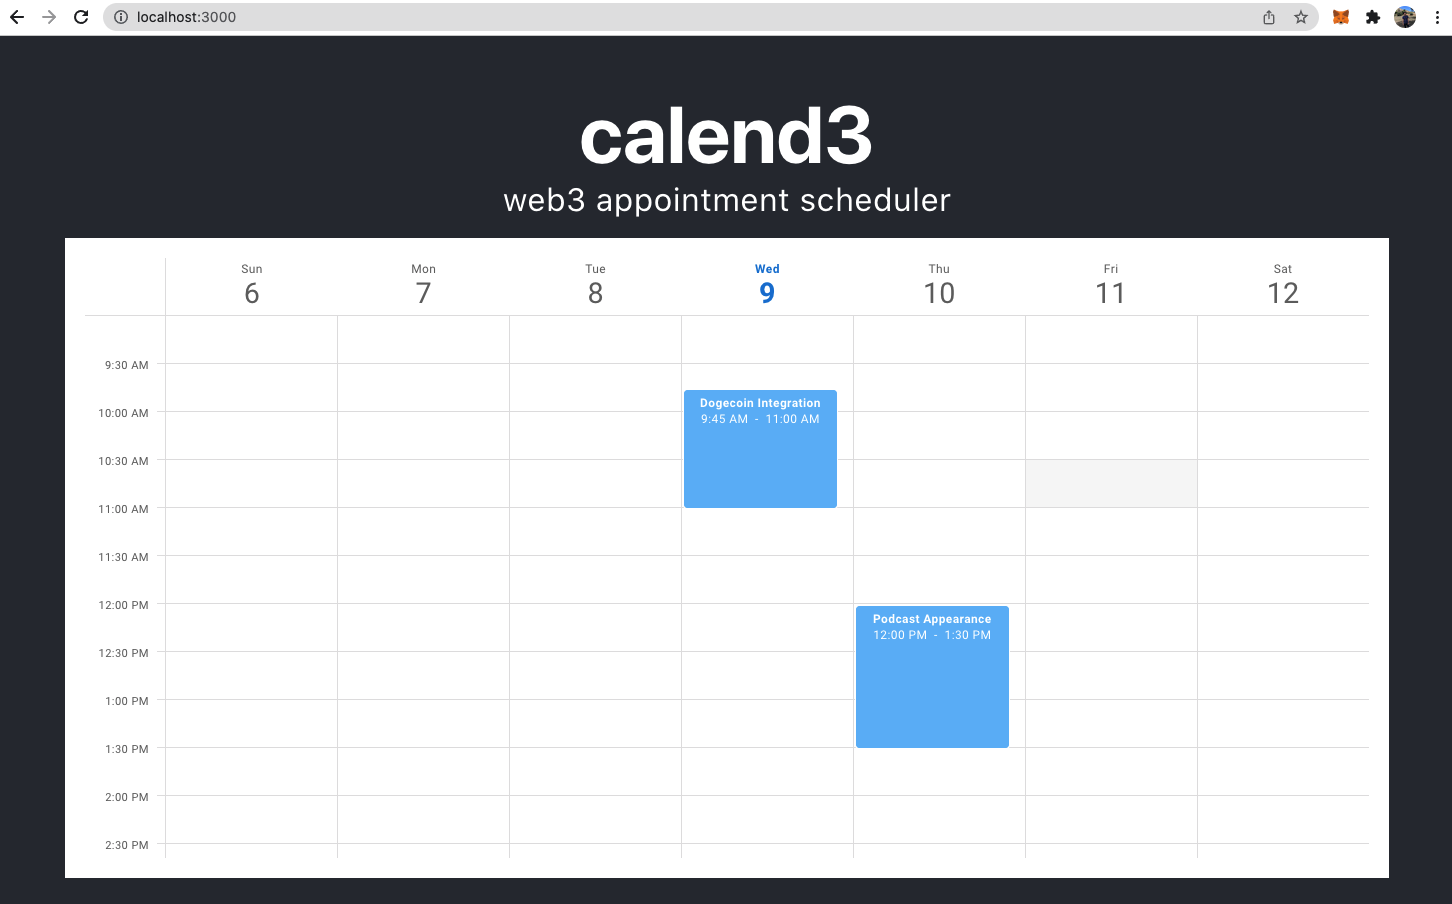 localhost:3000
calend3
web3 appointment scheduler
Sun Mon Tue Wed Thu Fri Sat
6 7 8 9 10 11 12
9:30 AM
Dogecoin Integration
10:00 AM
9:45 AM - 11:00 AM
10:30 AM
11:00 AM
11:30 AM
12:00 PM
Podcast Appearance
12:00 PM - 1:30 PM
12:30 PM
1:00 PM
1:30 PM
2:00 PM
2:30 PM